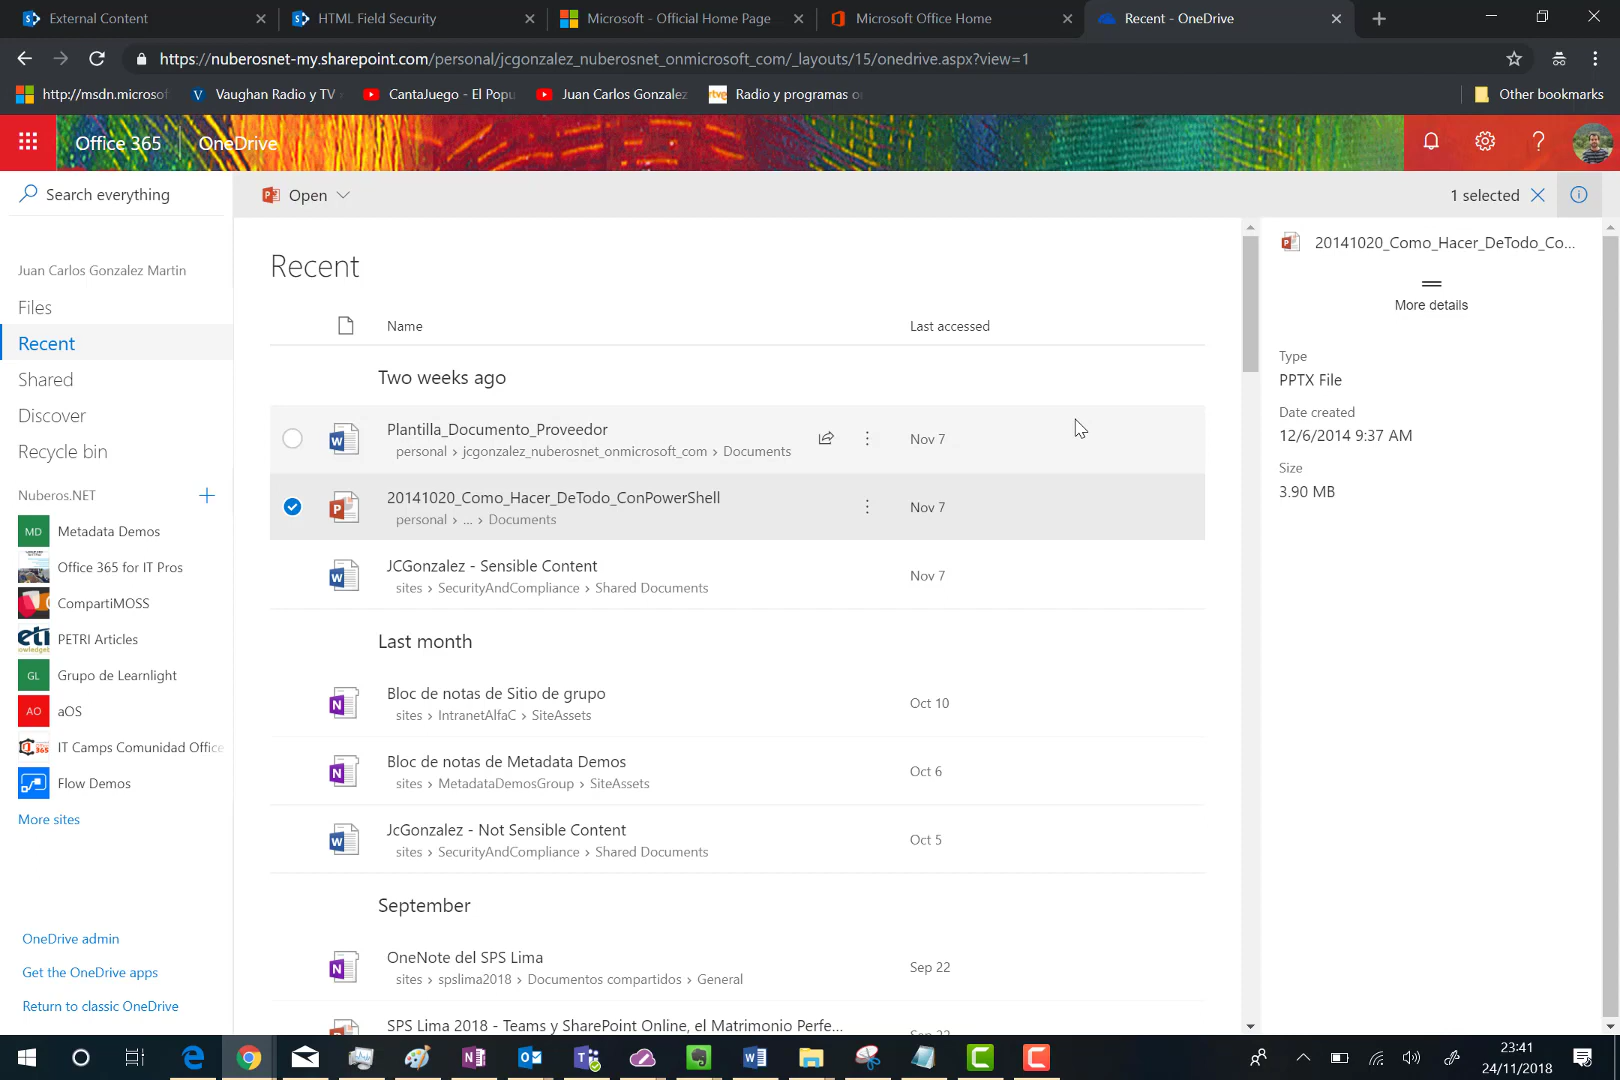 External Content
HTML Field Security
Microsoft - Official Home Page
Microsoft Office Home
Recent - OneDrive
https://nuberosnet-my.sharepoint.com/personal/jcgonzalez_nuberosnet_onmicrosoft_com/_layouts/15/onedrive.aspx?view=1
http://msdn.microsof
Vaughan Radio y TV
CantaJuego - El Popu
Juan Carlos Gonzalez
Radio y programas o
Other bookmarks
Office 365
OneDrive
Search everything
Open
1 selected
Juan Carlos Gonzalez Martin
Files
Recent
Shared
Discover
Recycle bin
Nuberos.NET
MD Metadata Demos
Office 365 for IT Pros
CompartiMOSS
PETRI Articles
GL Grupo de Learnlight
AO aOS
IT Camps Comunidad Office
Flow Demos
More sites
OneDrive admin
Get the OneDrive apps
Return to classic OneDrive
Recent
Name Last accessed
Two weeks ago
Plantilla_Documento_Proveedor
personal > jcgonzalez_nuberosnet_onmicrosoft_com > Documents
Nov 7
20141020_Como_Hacer_DeTodo_ConPowerShell
personal > ... > Documents
Nov 7
JCGonzalez - Sensible Content
sites > SecurityAndCompliance > Shared Documents
Nov 7
Last month
Bloc de notas de Sitio de grupo
sites > IntranetAlfaC > SiteAssets
Oct 10
Bloc de notas de Metadata Demos
sites > MetadataDemosGroup > SiteAssets
Oct 6
JcGonzalez - Not Sensible Content
sites > SecurityAndCompliance > Shared Documents
Oct 5
September
OneNote del SPS Lima
sites > spslima2018 > Documentos compartidos > General
Sep 22
SPS Lima 2018 - Teams y SharePoint Online, el Matrimonio Perfe...
Sep 22
20141020_Como_Hacer_DeTodo_Co...
More details
Type
PPTX File
Date created
12/6/2014 9:37 AM
Size
3.90 MB
23:41
24/11/2018